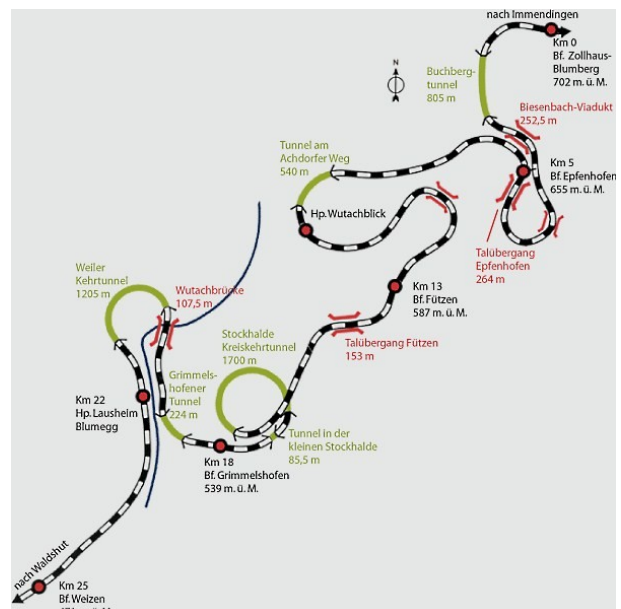 nach Immendingen
Km 0
Bf. Zollhaus-
Blumberg
702 m. ü. M.
N
Buchberg-
tunnel
805 m
Biesenbach-Viadukt
252,5 m
Tunnel am
Achdorfer Weg
540 m
Km 5
Bf. Epfenhofen
655 m. ü. M.
Hp. Wutachblick
Talübergang
Epfenhofen
264 m
Weiler
Kehrtunnel
1205 m
Wutachbrücke
107,5 m
Km 13
Bf. Fützen
587 m. ü. M.
Stockhalde
Kreiskehrtunnel
1700 m
Talübergang Fützen
153 m
Grimmels-
hofener
Tunnel
224 m
Km 22
Hp. Lausheim
Blumegg
Tunnel in der
kleinen Stockhalde
85,5 m
Km 18
Bf. Grimmelshofen
539 m. ü. M.
nach Waldshut
Km 25
Bf. Weizen